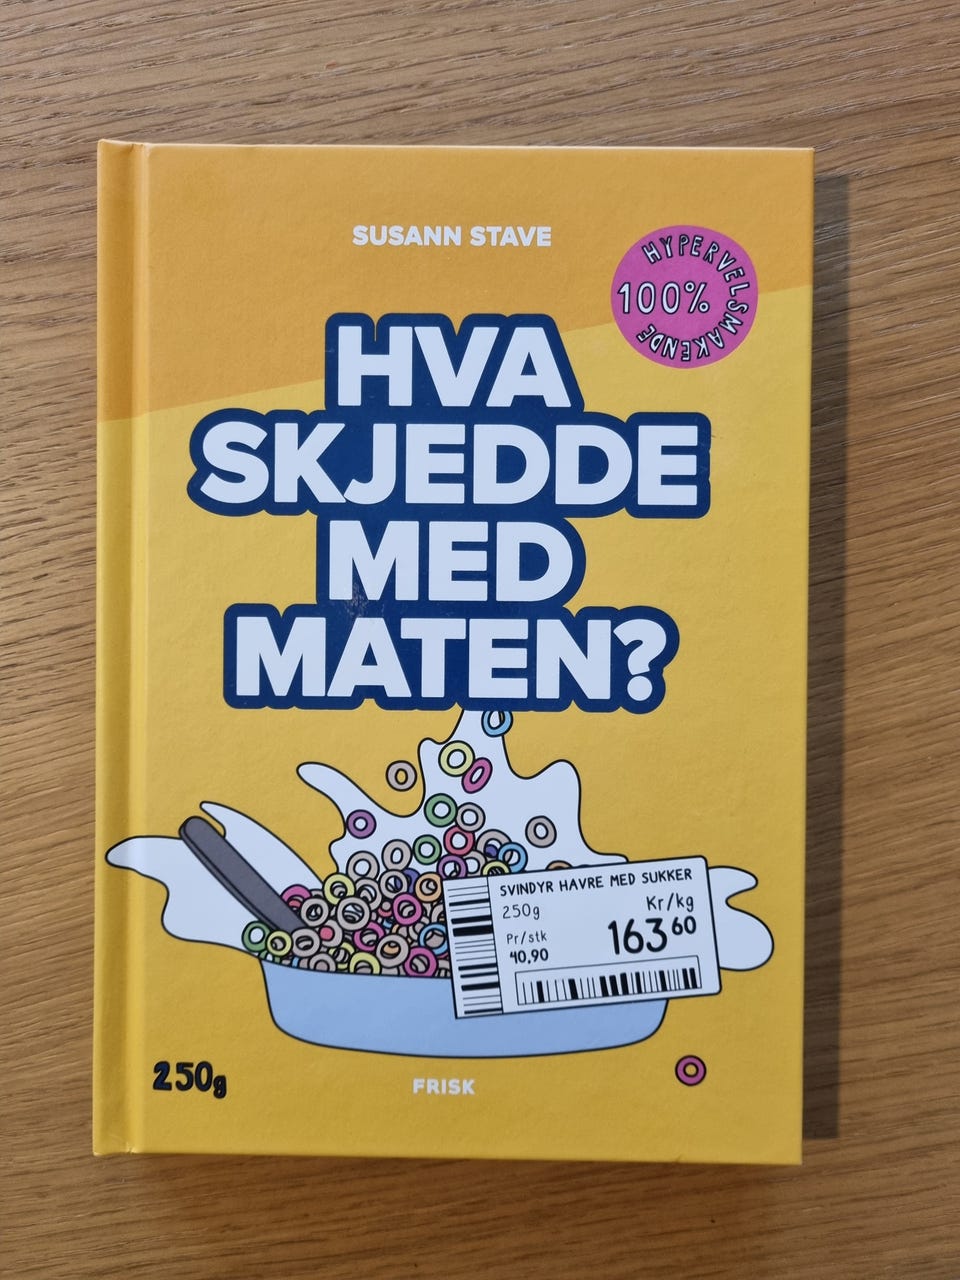 SUSANN STAVE
HYPERVELSMAKENDE
100%
HVA
SKJEDDE
MED
MATEN?
SVINDYR HAVRE MED SUKKER
250g
Kr/kg
Pr/stk
163 60
40,90
250g
FRISK